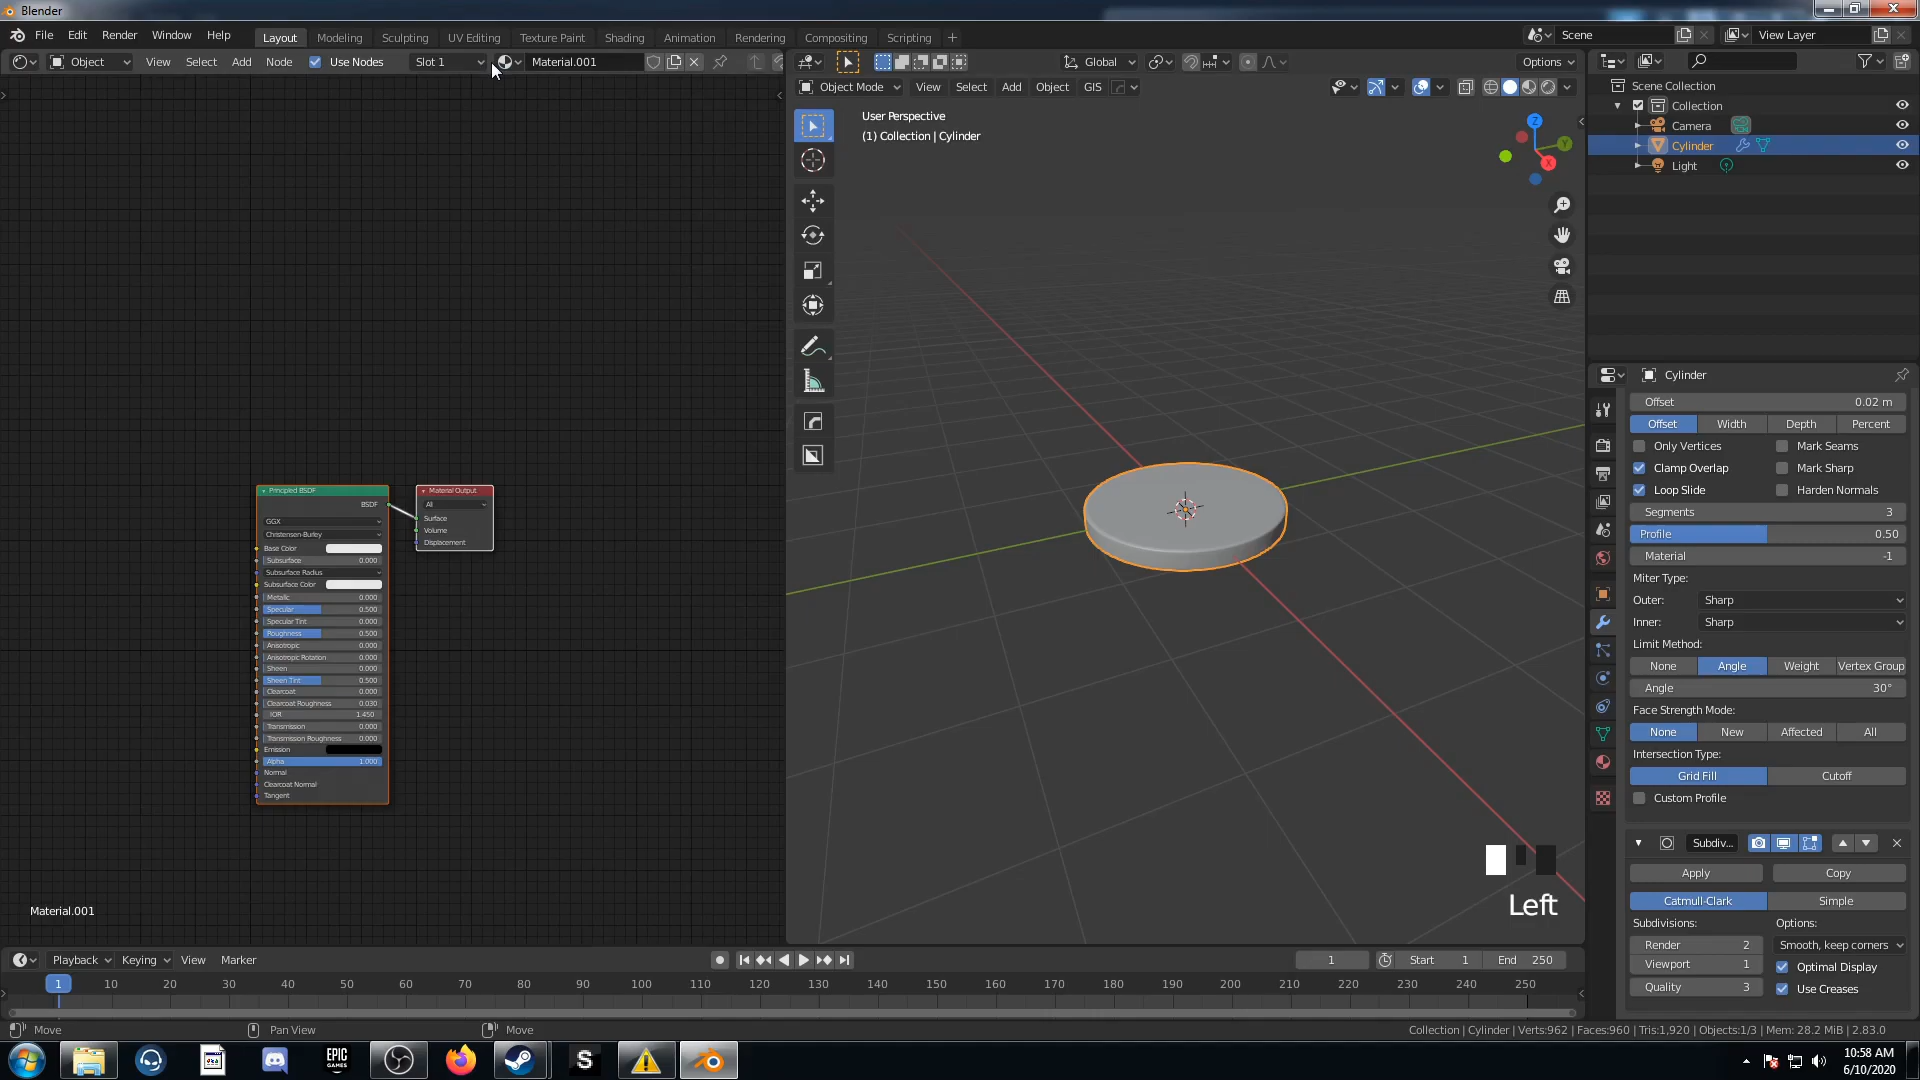 Blender
File Edit Render Window Help
Layout Modeling Sculpting UV Editing Texture Paint Shading Animation Rendering Compositing Scripting
Scene
View Layer
Object View Select Add Node Use Nodes Slot 1 Material.001
Global
Options
Object Mode View Select Add Object GIS
User Perspective
(1) Collection | Cylinder
Z
Y
X
Scene Collection
Collection
Camera
Cylinder
Light
Cylinder
Offset 0.02 m
Offset Width Depth Percent
Only Vertices Mark Seams
Clamp Overlap Mark Sharp
Loop Slide Harden Normals
Segments 3
Profile 0.50
Material -1
Miter Type:
Outer: Sharp
Inner: Sharp
Limit Method:
None Angle Weight Vertex Group
Angle 30°
Face Strength Mode:
None New Affected All
Intersection Type:
Grid Fill Cutoff
Custom Profile
Subdiv...
Apply Copy
Catmull-Clark Simple
Subdivisions: Options:
Render 2 Smooth, keep corners
Viewport 1 Optimal Display
Quality 3 Use Creases
Principled BSDF
BSDF
GGX
Christensen-Burley
Base Color
Subsurface 0.000
Subsurface Radius
Subsurface Color
Metallic 0.000
Specular 0.500
Specular Tint 0.000
Roughness 0.500
Anisotropic 0.000
Anisotropic Rotation 0.000
Sheen 0.000
Sheen Tint 0.500
Clearcoat 0.000
Clearcoat Roughness 0.030
IOR 1.450
Transmission 0.000
Transmission Roughness 0.000
Emission
Alpha 1.000
Normal
Clearcoat Normal
Tangent
Material Output
All
Surface
Volume
Displacement
Left
Material.001
Playback Keying View Marker
1 Start 1 End 250
1 10 20 30 40 50 60 70 80 90 100 110 120 130 140 150 160 170 180 190 200 210 220 230 240 250
Move Pan View Move
Collection | Cylinder | Verts:962 | Faces:960 | Tris:1,920 | Objects:1/3 | Mem: 28.2 MiB | 2.83.0
EPIC
GAMES
S
10:58 AM
6/10/2020